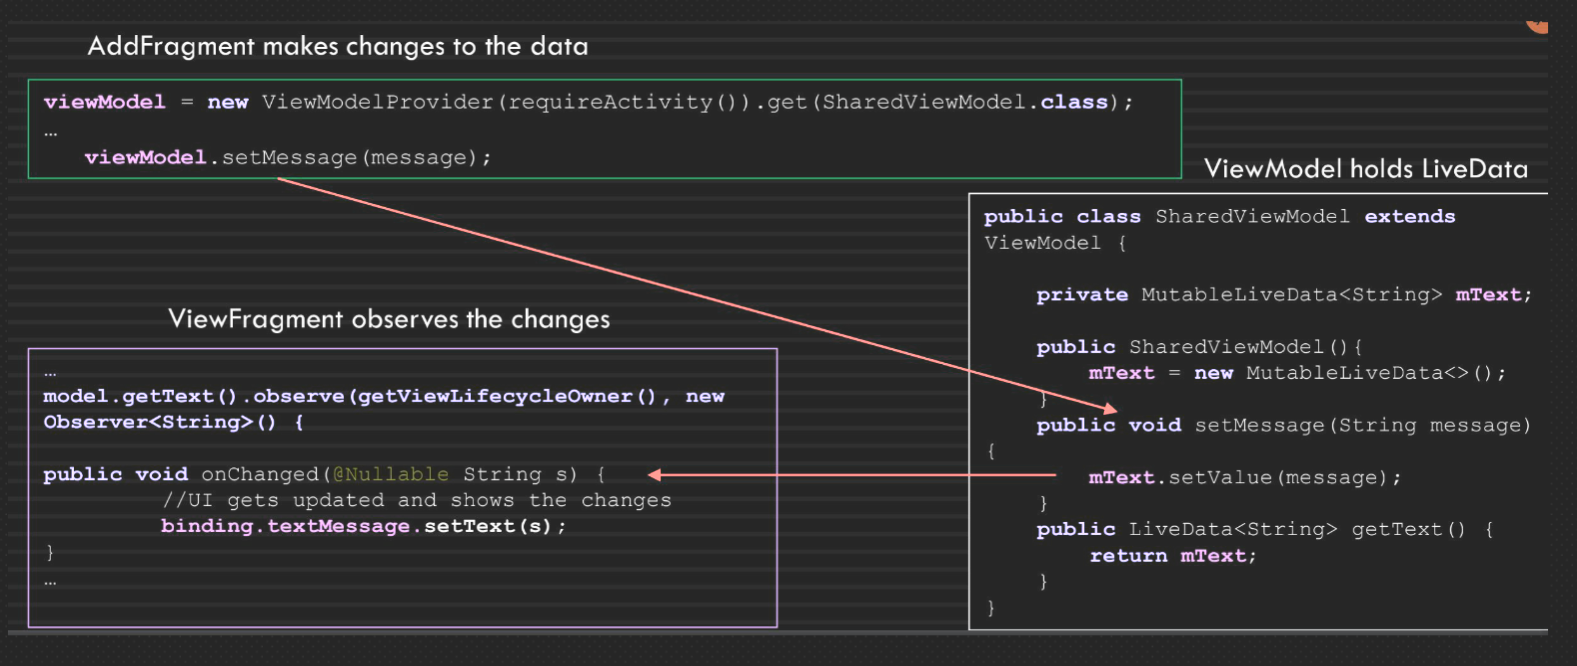 AddFragment makes changes to the data
viewModel = new ViewModelProvider(requireActivity()).get(SharedViewModel.class);
…
viewModel.setMessage(message);
ViewModel holds LiveData
public class SharedViewModel extends
ViewModel {
private MutableLiveData<String> mText;
public SharedViewModel(){
mText = new MutableLiveData<>();
}
public void setMessage(String message)
{
mText.setValue(message);
}
public LiveData<String> getText() {
return mText;
}
}
ViewFragment observes the changes
…
model.getText().observe(getViewLifecycleOwner(), new
Observer<String>() {
public void onChanged(@Nullable String s) {
//UI gets updated and shows the changes
binding.textMessage.setText(s);
}
…